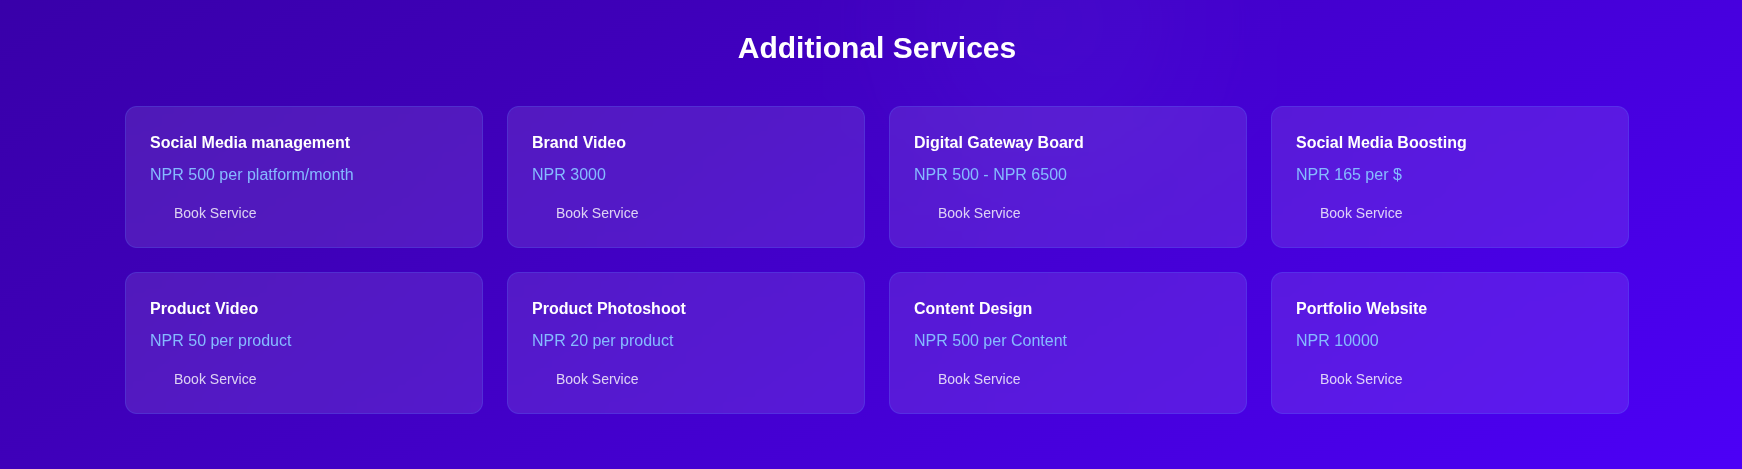 Additional Services
Social Media management
NPR 500 per platform/month
Book Service
Brand Video
NPR 3000
Book Service
Digital Gateway Board
NPR 500 - NPR 6500
Book Service
Social Media Boosting
NPR 165 per $
Book Service
Product Video
NPR 50 per product
Book Service
Product Photoshoot
NPR 20 per product
Book Service
Content Design
NPR 500 per Content
Book Service
Portfolio Website
NPR 10000
Book Service